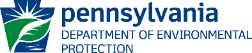 pennsylvania
DEPARTMENT OF ENVIRONMENTAL
PROTECTION